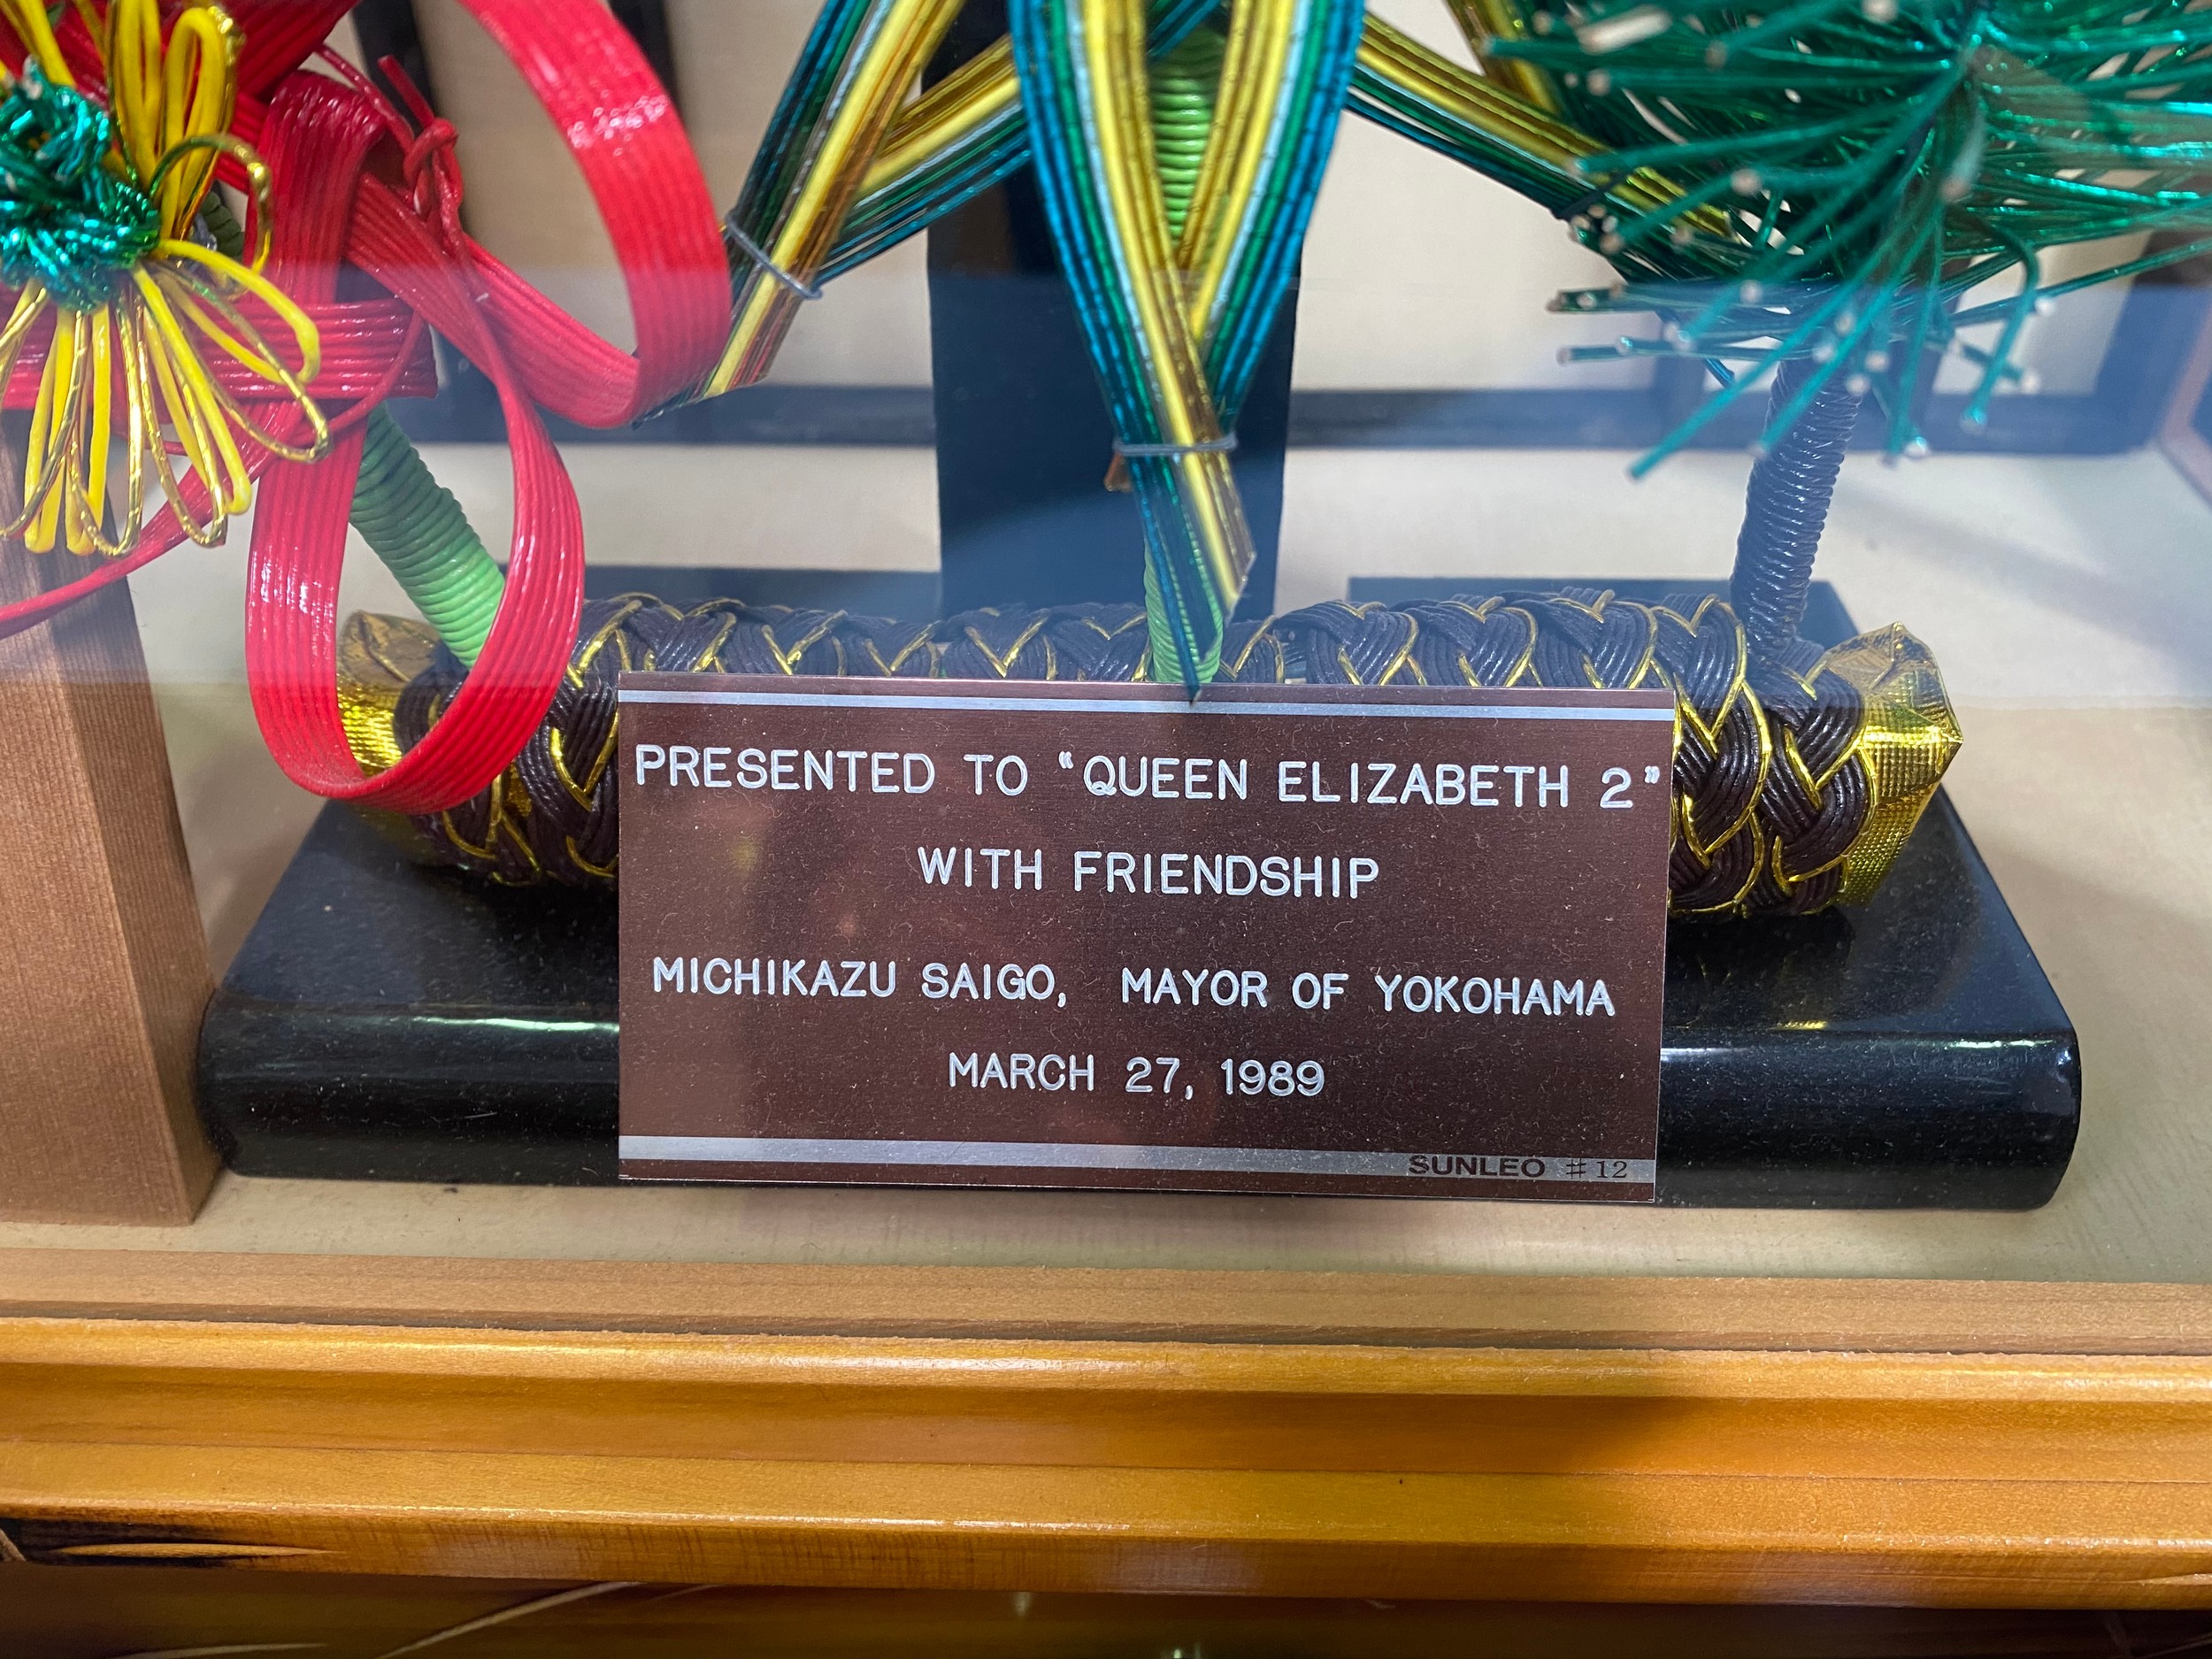 PRESENTED TO “QUEEN ELIZABETH 2”
WITH FRIENDSHIP
MICHIKAZU SAIGO, MAYOR OF YOKOHAMA
MARCH 27, 1989
SUNLEO #12